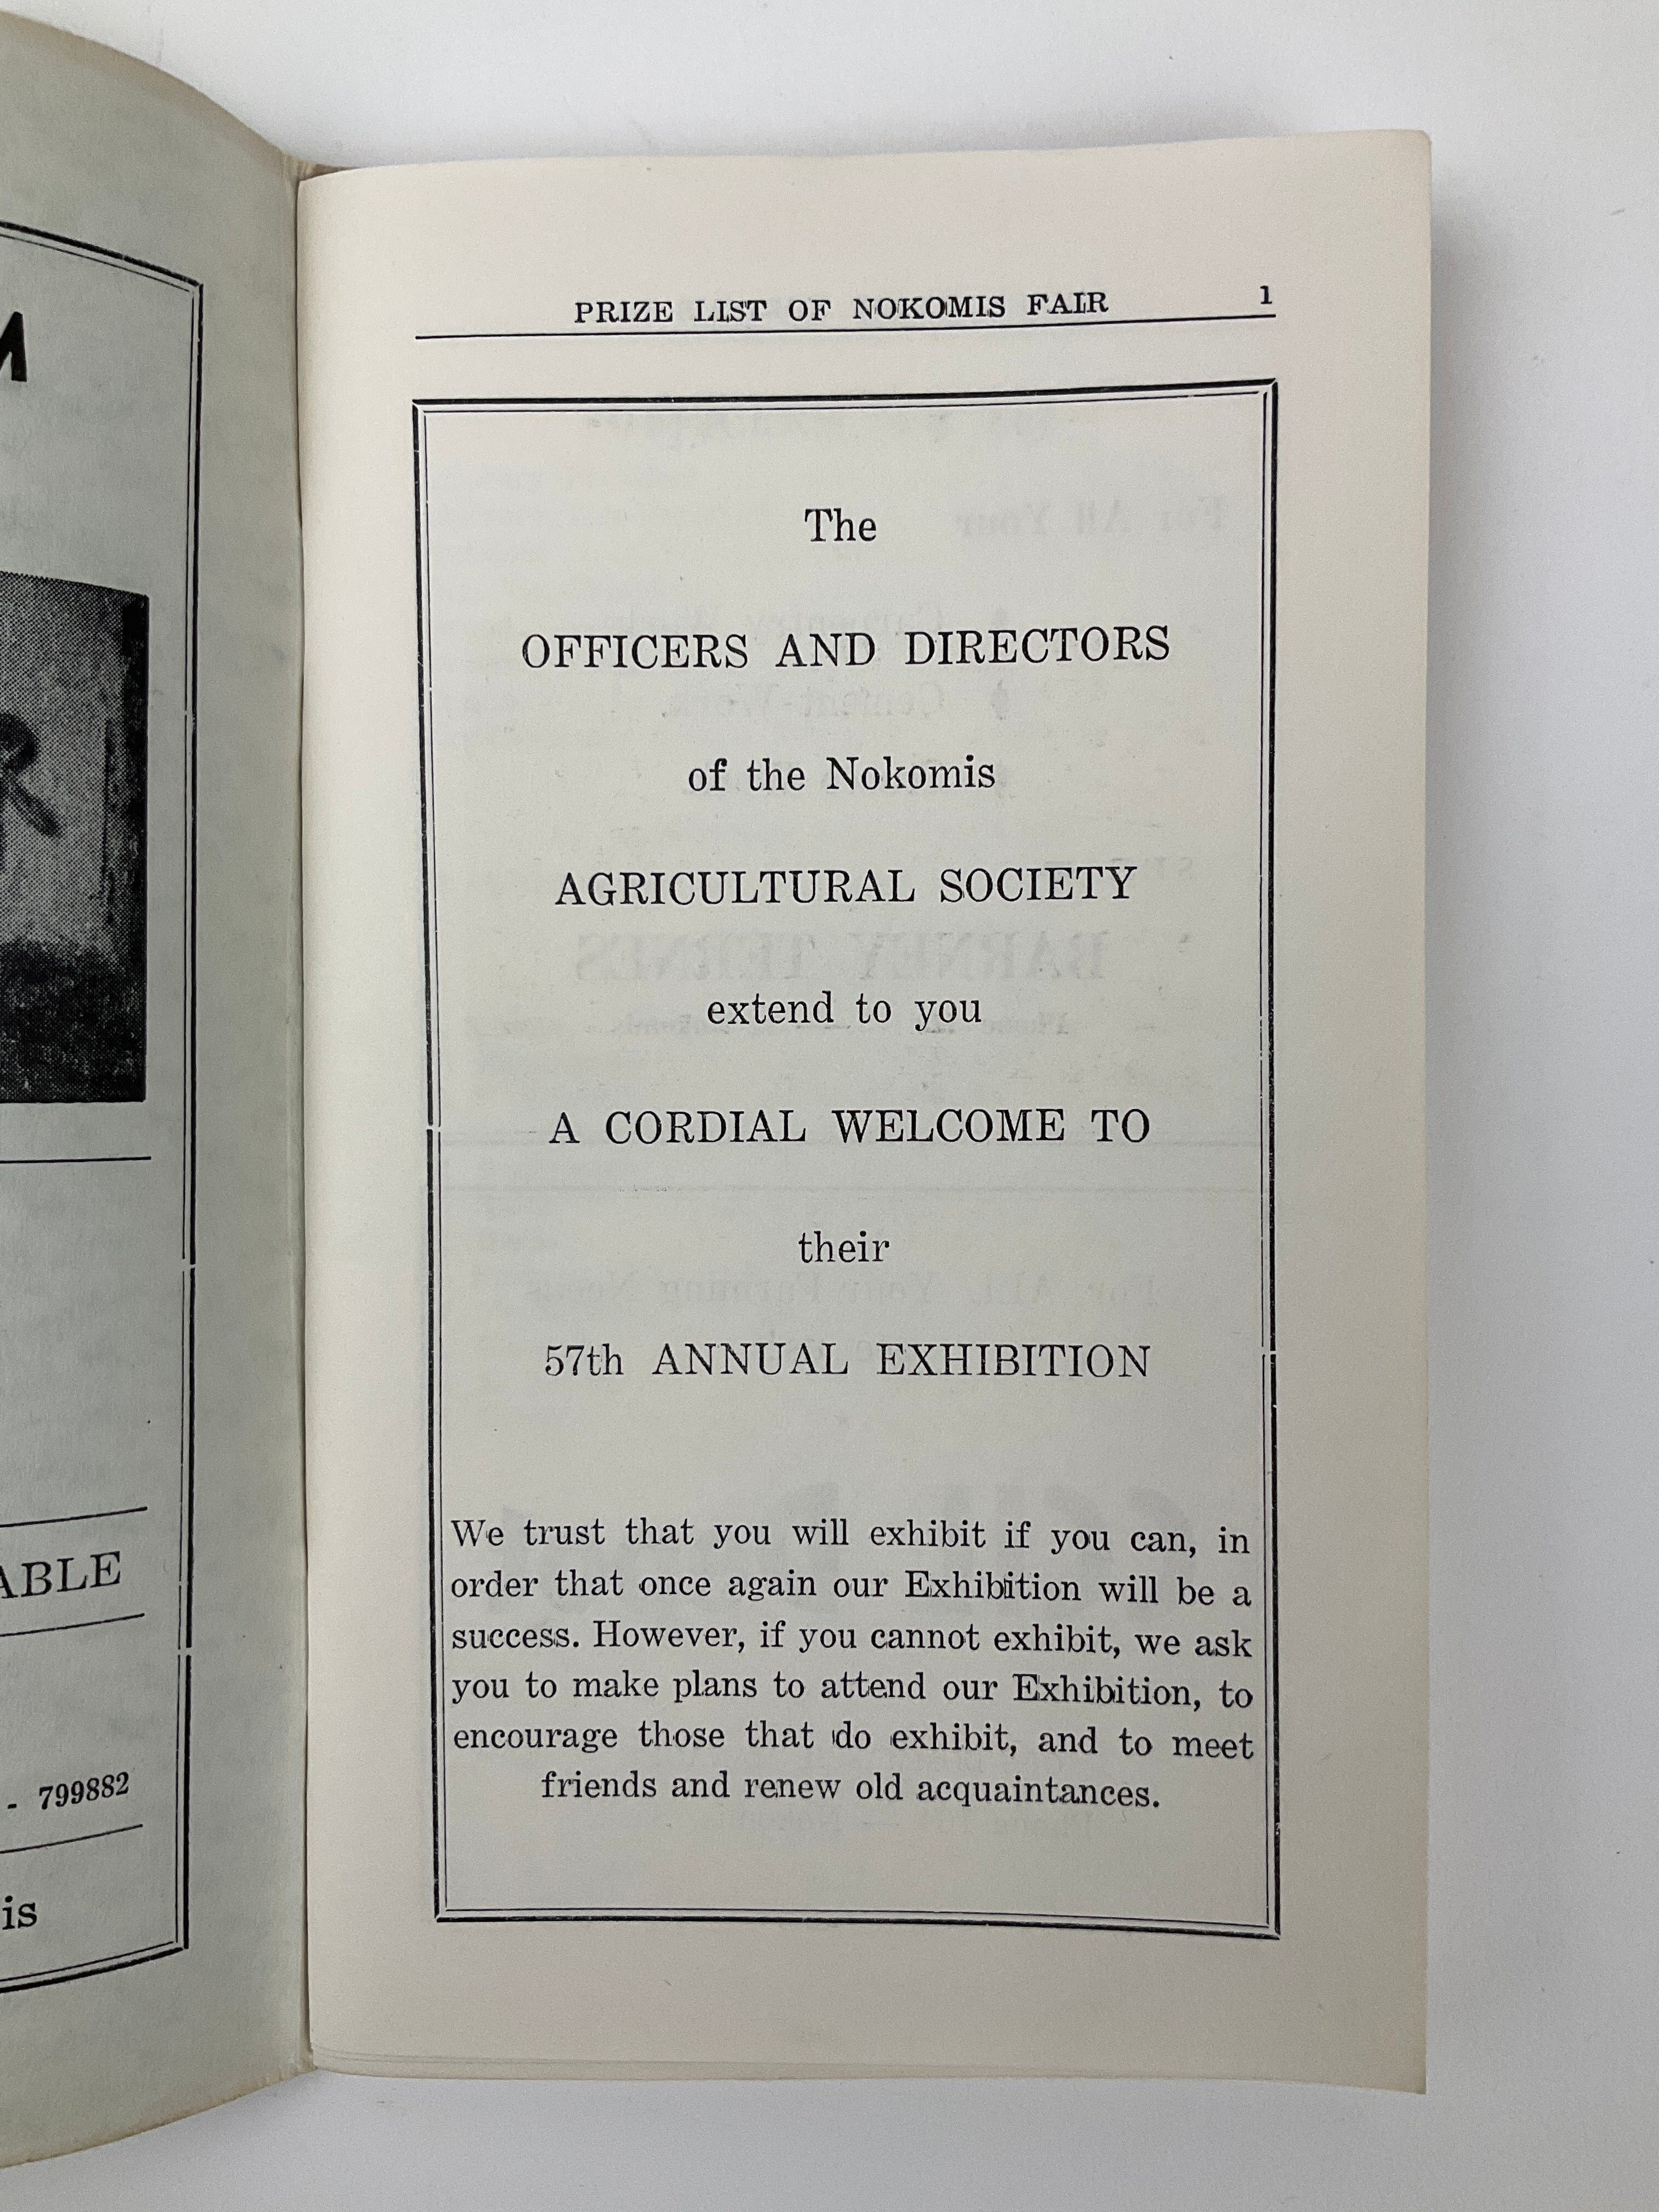 M
ABLE
- 799882
is
PRIZE LIST OF NOKOMIS FAIR 1
The
OFFICERS AND DIRECTORS
of the Nokomis
AGRICULTURAL SOCIETY
extend to you
A CORDIAL WELCOME TO
their
57th ANNUAL EXHIBITION
We trust that you will exhibit if you can, in
order that once again our Exhibition will be a
success. However, if you cannot exhibit, we ask
you to make plans to attend our Exhibition, to
encourage those that do exhibit, and to meet
friends and renew old acquaintances.